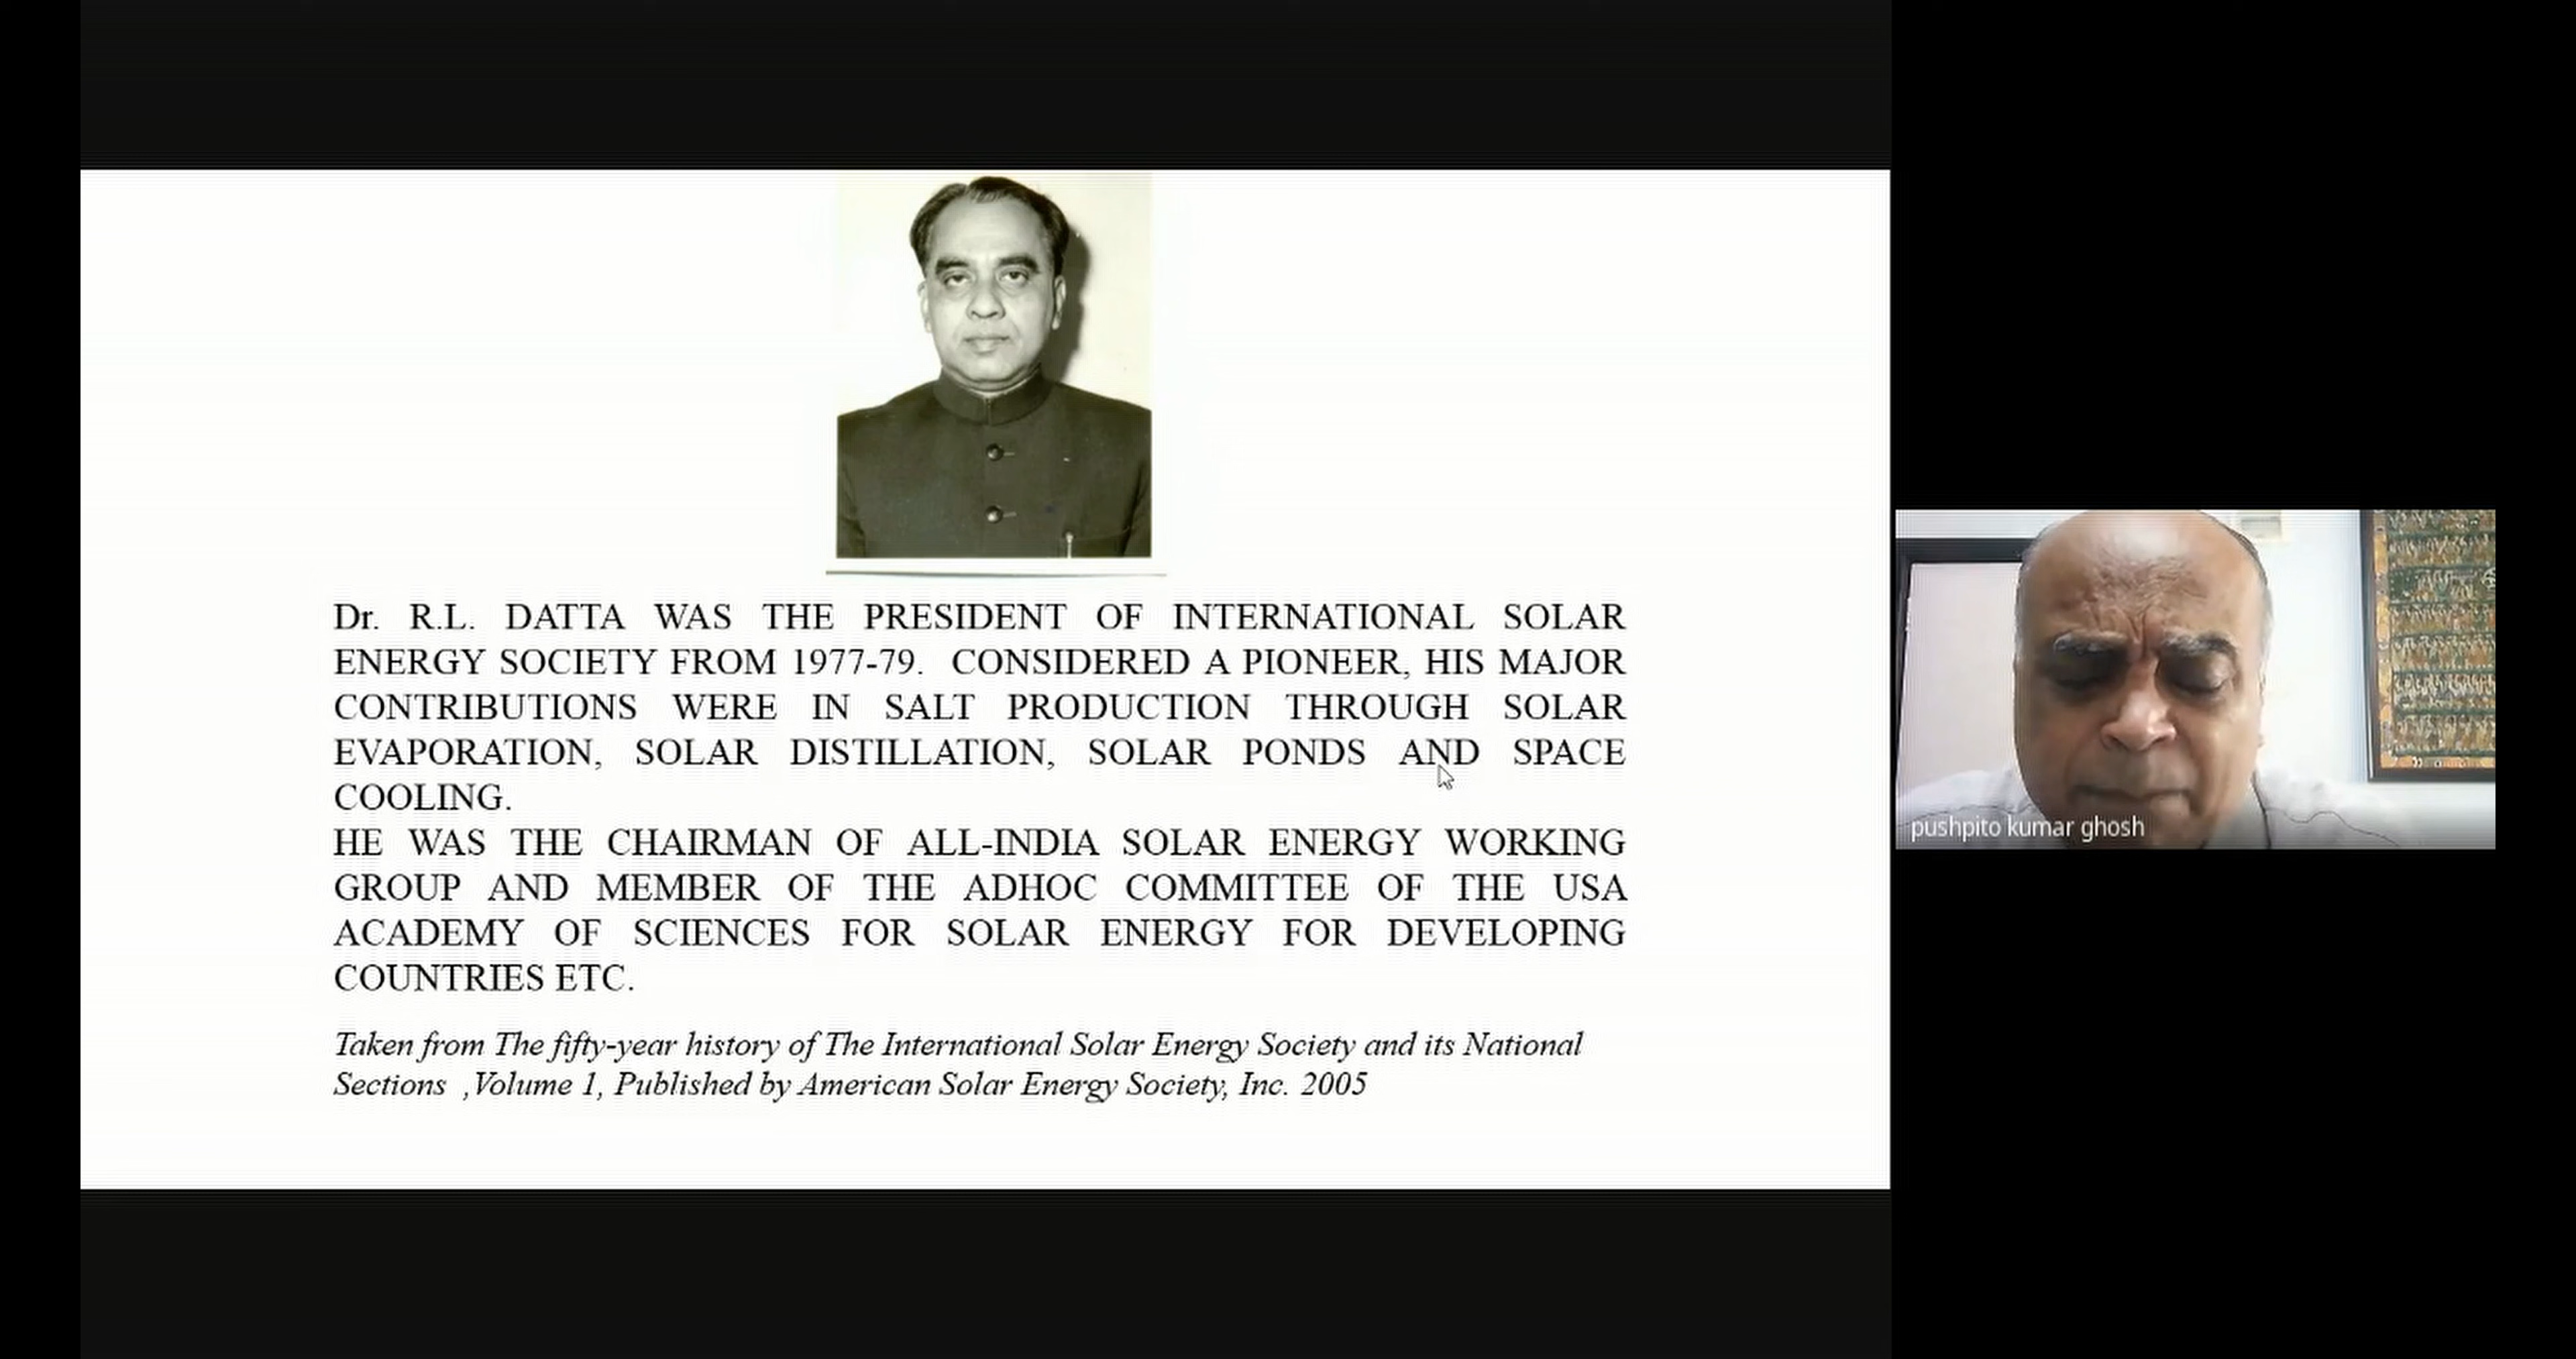 Dr. R.L. DATTA WAS THE PRESIDENT OF INTERNATIONAL SOLAR
ENERGY SOCIETY FROM 1977-79. CONSIDERED A PIONEER, HIS MAJOR
CONTRIBUTIONS WERE IN SALT PRODUCTION THROUGH SOLAR
EVAPORATION, SOLAR DISTILLATION, SOLAR PONDS AND SPACE
COOLING.
HE WAS THE CHAIRMAN OF ALL-INDIA SOLAR ENERGY WORKING
GROUP AND MEMBER OF THE ADHOC COMMITTEE OF THE USA
ACADEMY OF SCIENCES FOR SOLAR ENERGY FOR DEVELOPING
COUNTRIES ETC.
Taken from The fifty-year history of The International Solar Energy Society and its National
Sections ,Volume 1, Published by American Solar Energy Society, Inc. 2005
pushpito kumar ghosh